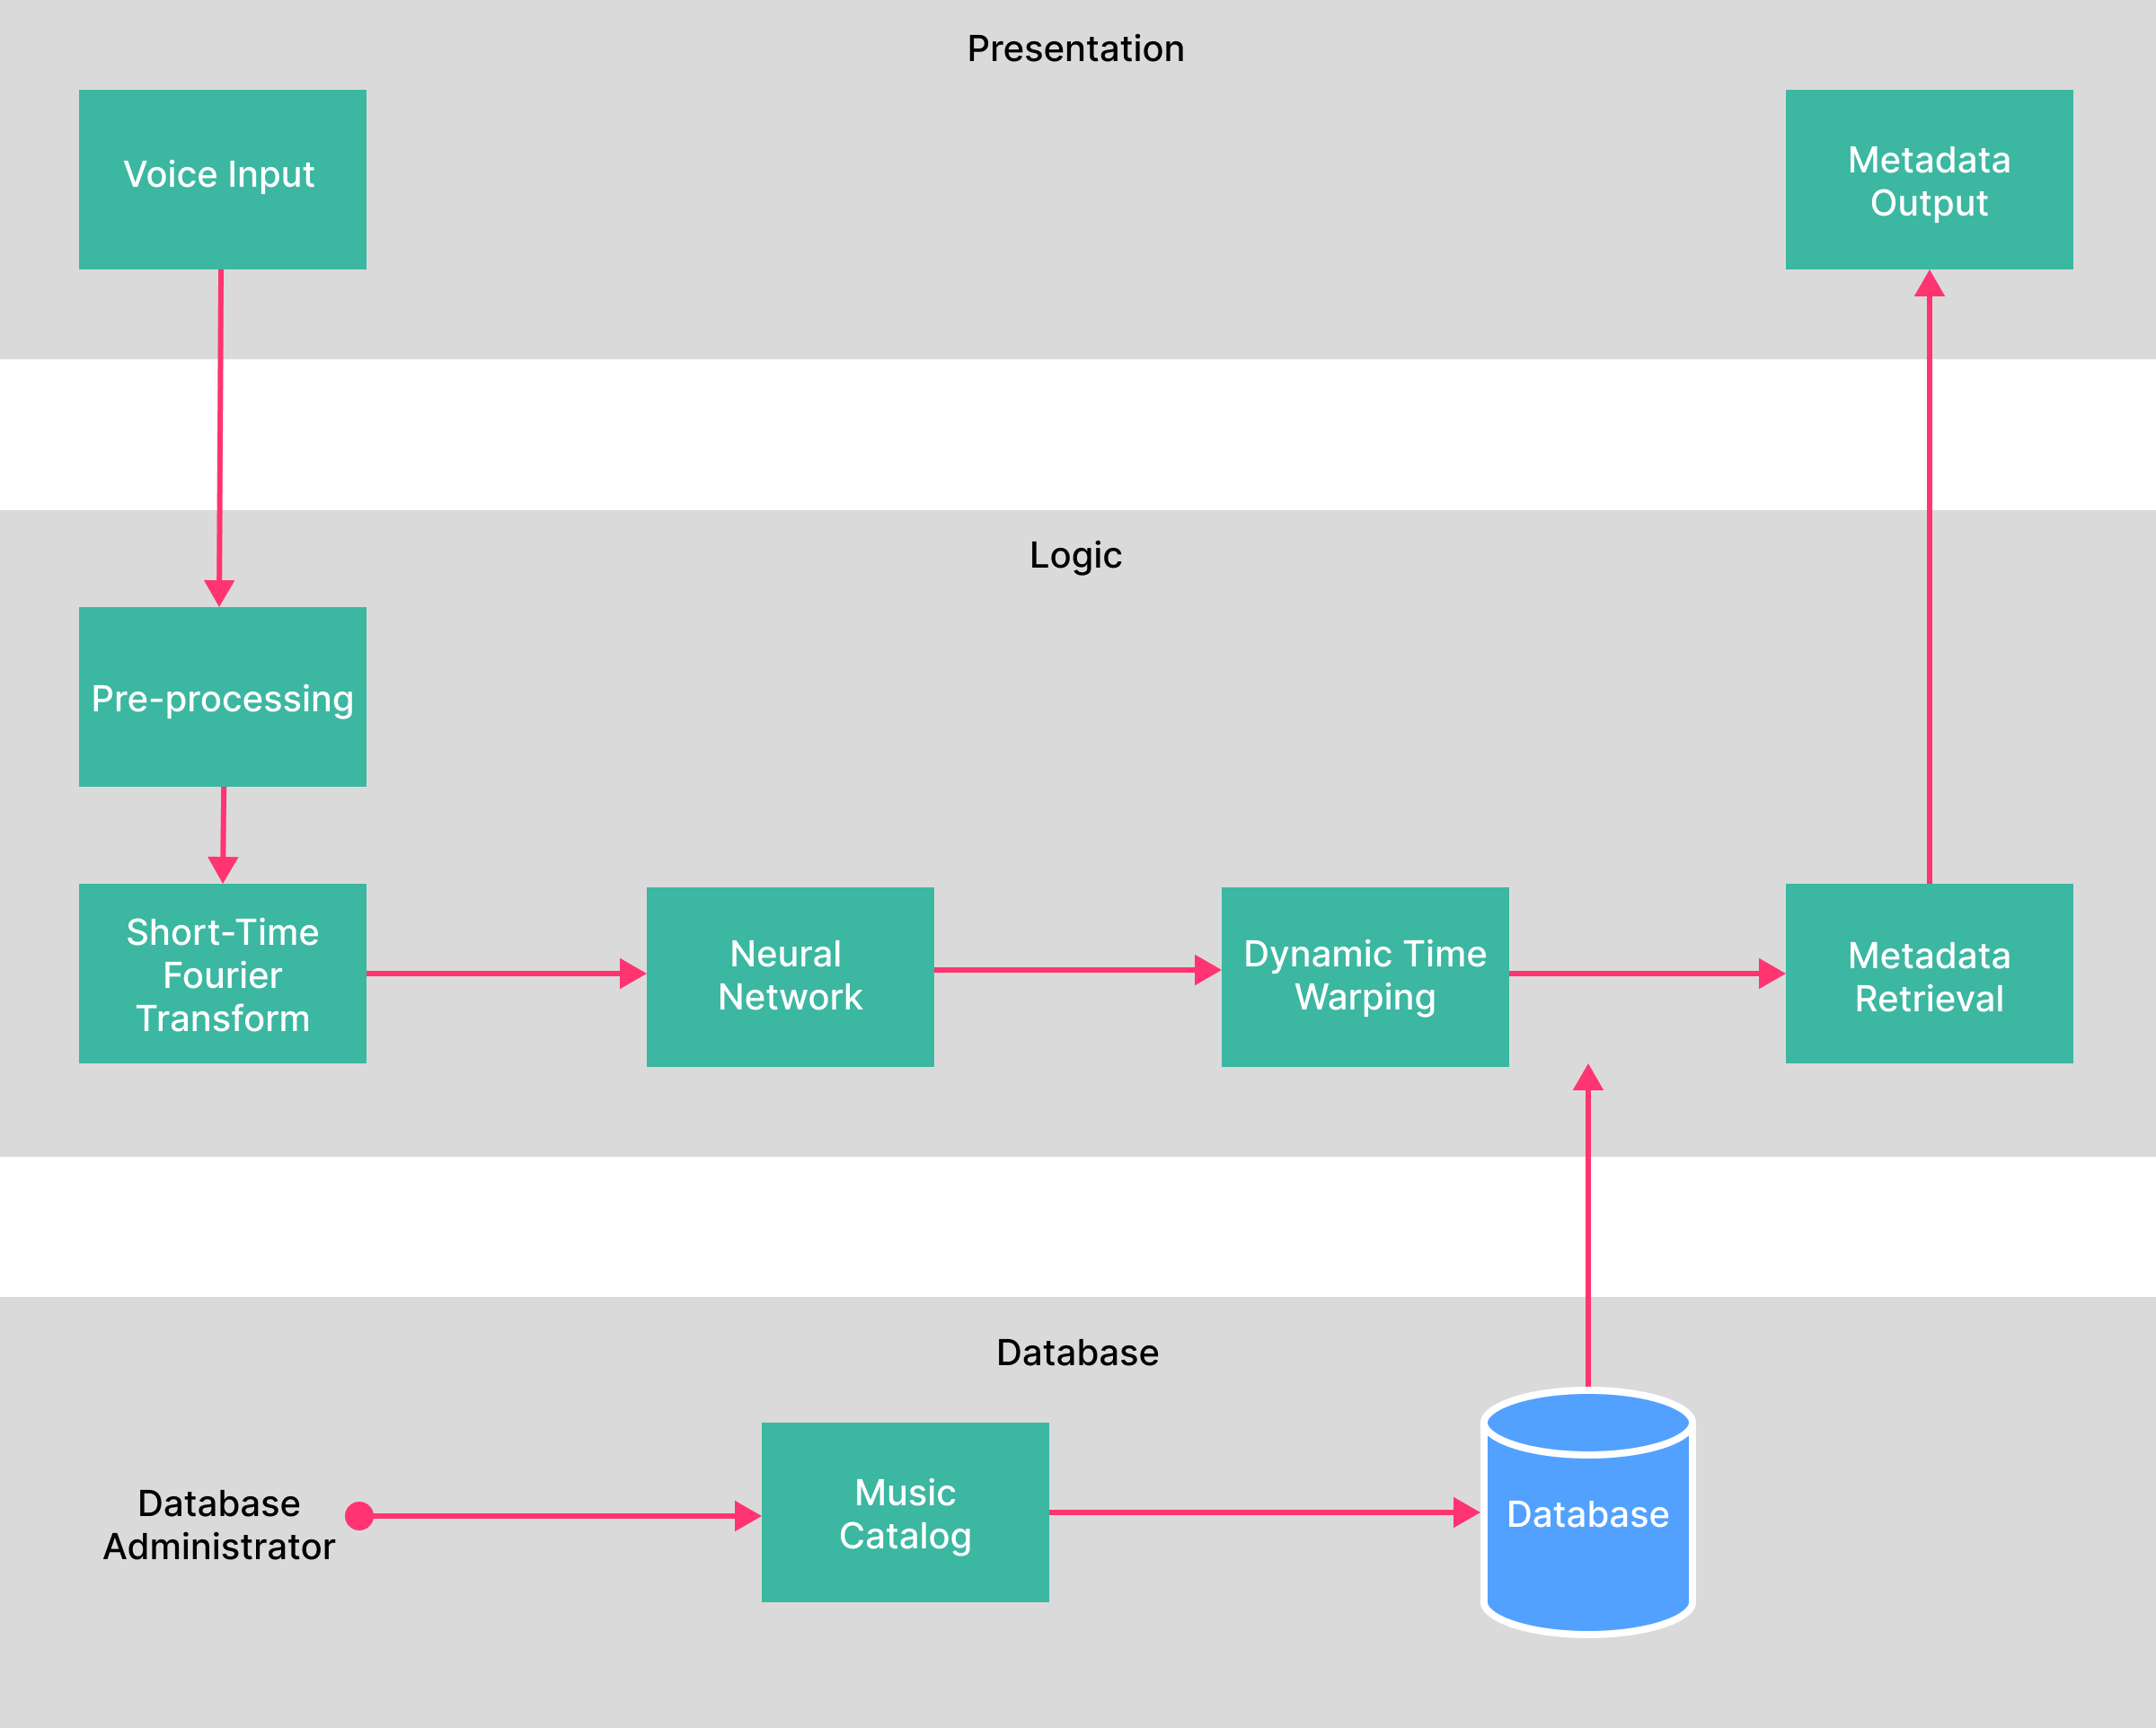 Presentation
Voice Input
Metadata
Output
Logic
Pre-processing
Short-Time
Fourier
Transform
Neural
Network
Dynamic Time
Warping
Metadata
Retrieval
Database
Database
Administrator
Music
Catalog
Database